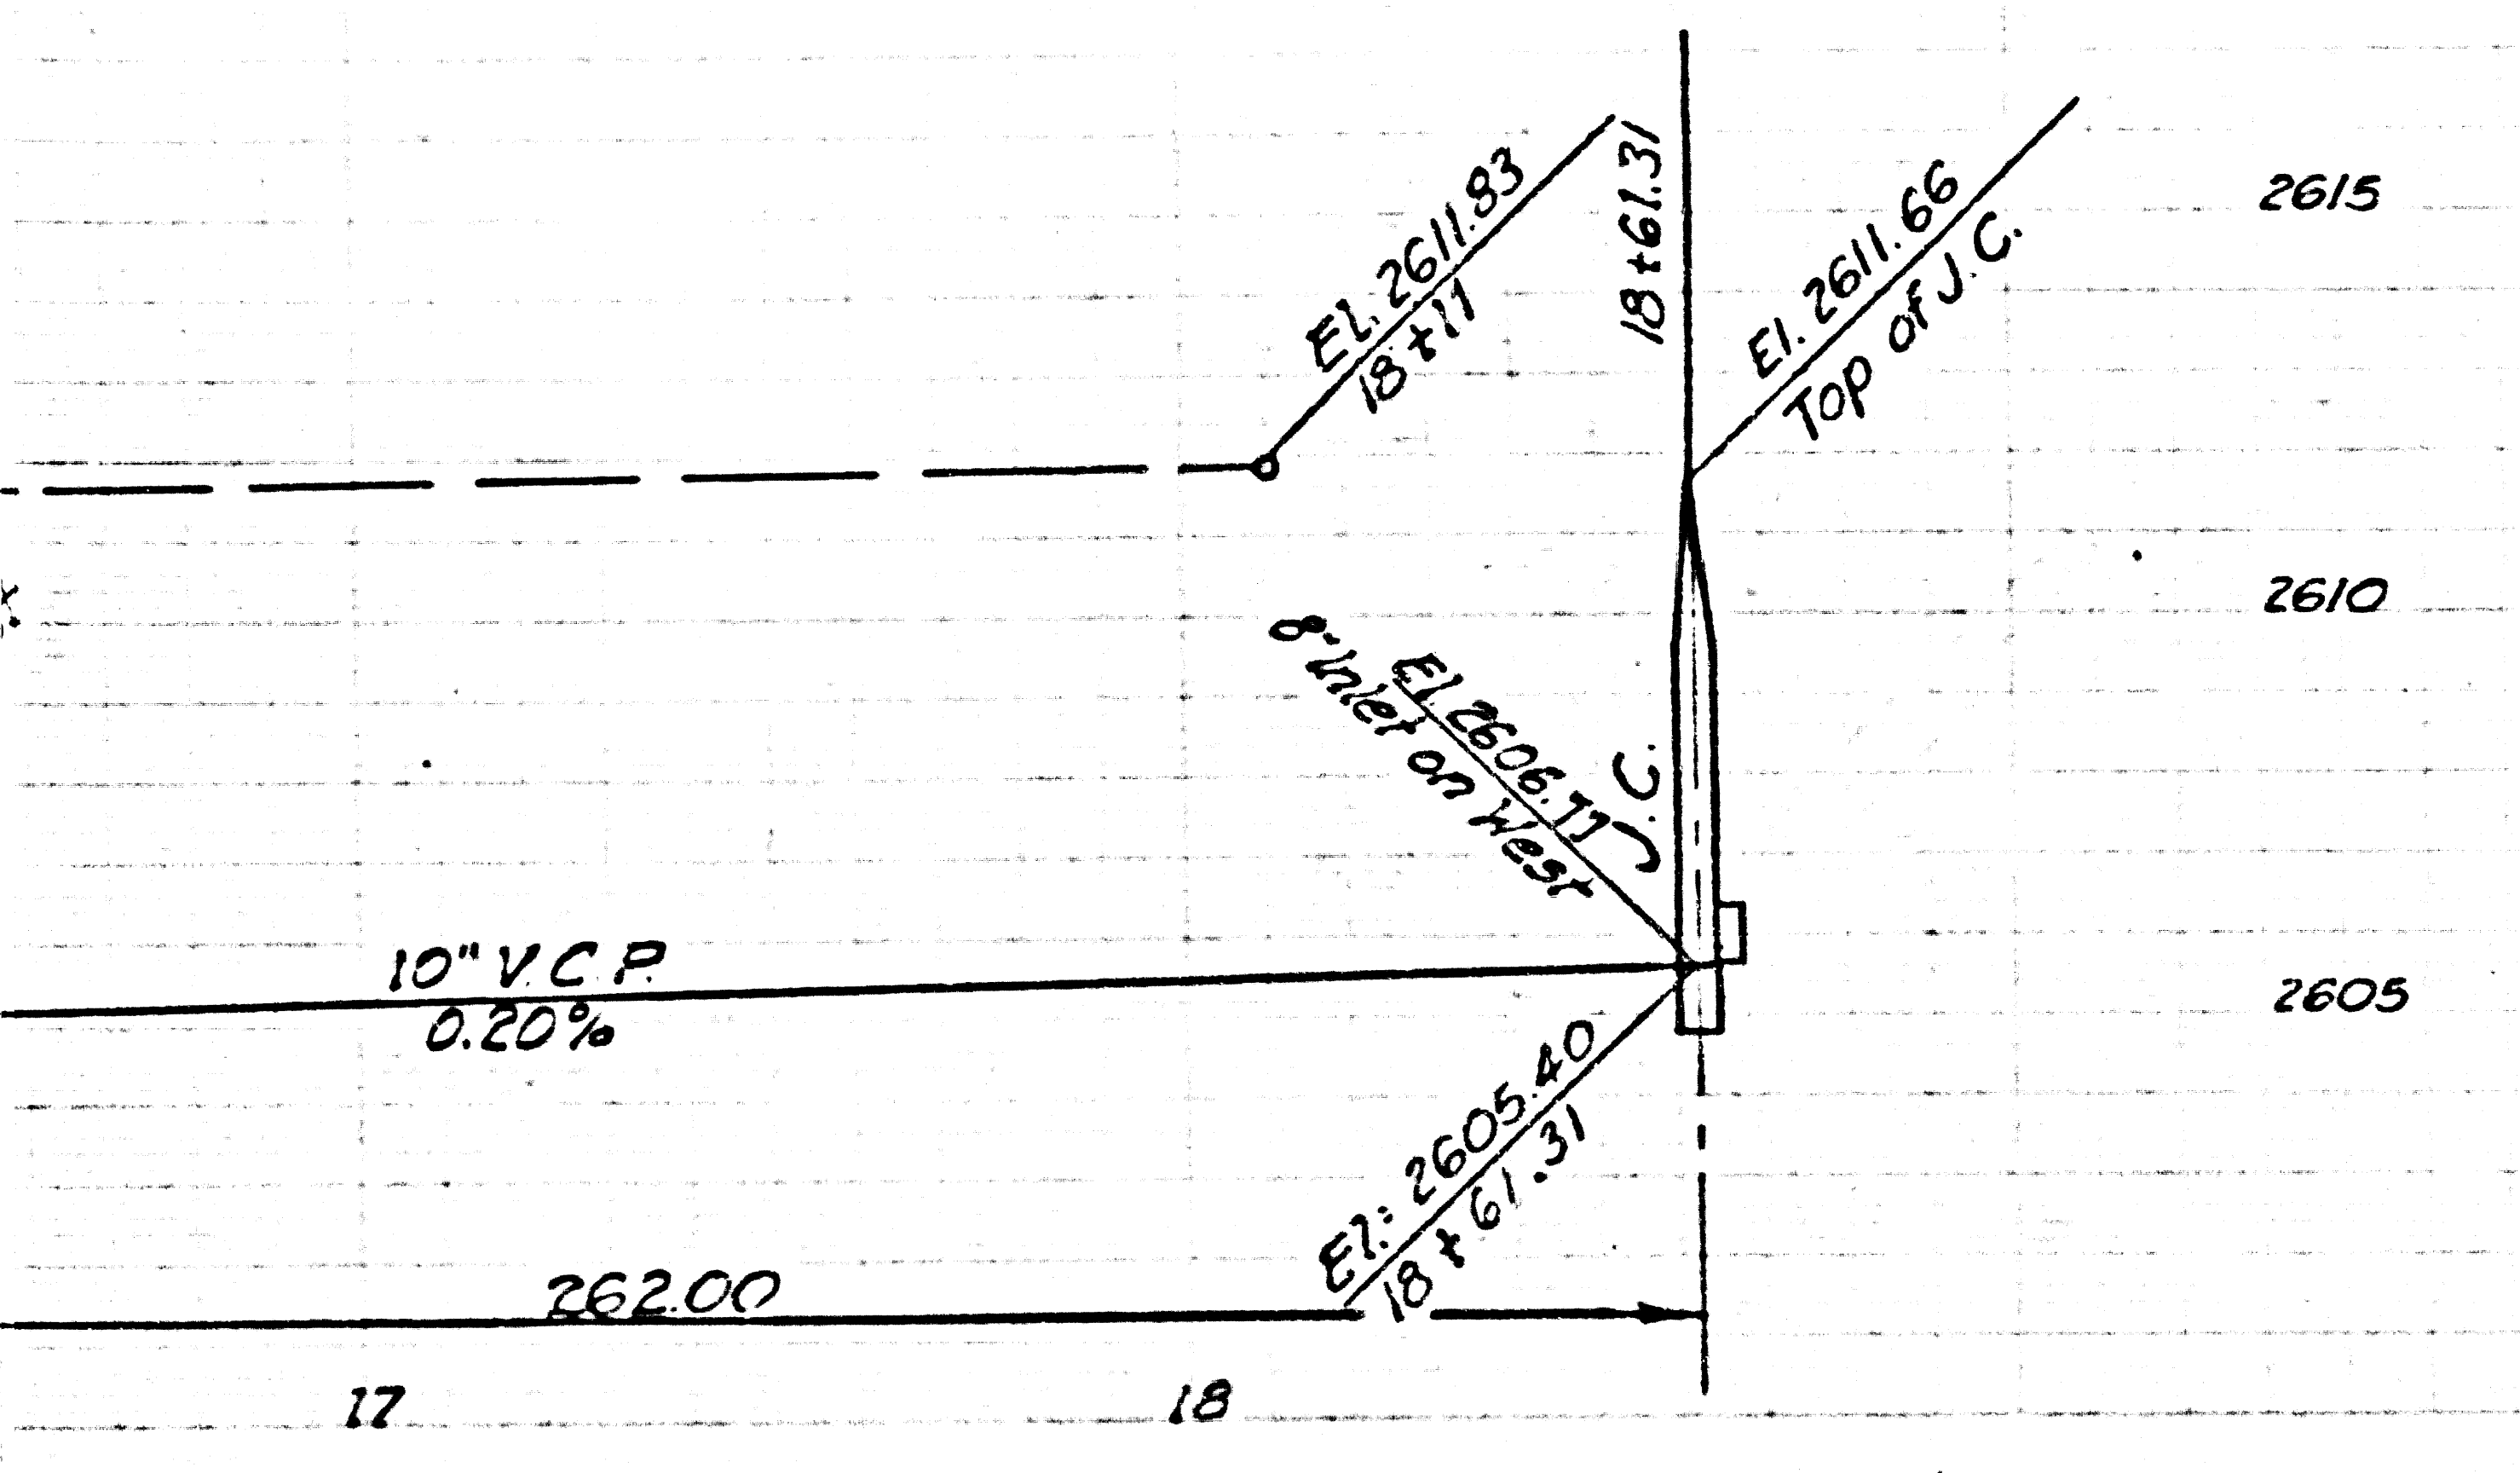 El. 2611.83
18+11
18+61.31
El. 2611.66
Top of J.C.
2615
2610
8" Inlet on West
El 2606.77
J.C.
10" V.C.P.
0.20%
2605
El.: 2605.40
18+61.31
262.00
17
18